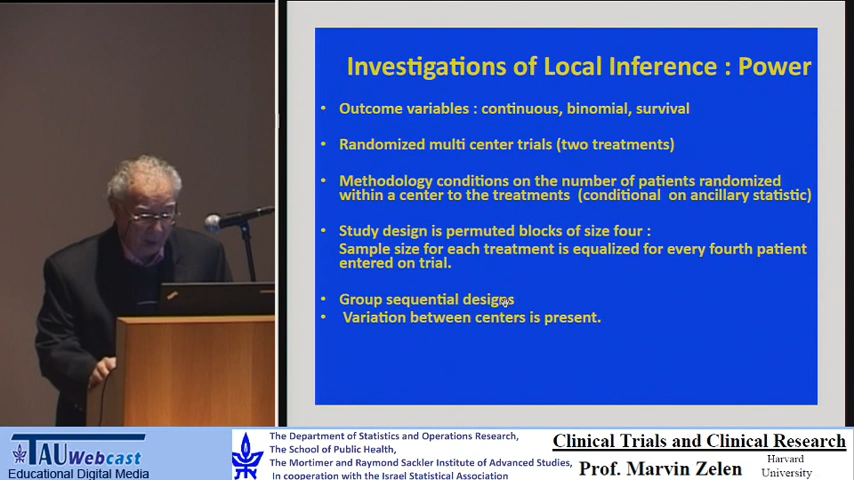 Investigations of Local Inference : Power
• Outcome variables : continuous, binomial, survival
• Randomized multi center trials (two treatments)
• Methodology conditions on the number of patients randomized
within a center to the treatments (conditional on ancillary statistic)
• Study design is permuted blocks of size four :
Sample size for each treatment is equalized for every fourth patient
entered on trial.
• Group sequential designs
• Variation between centers is present.
TAUWebcast
Educational Digital Media
The Department of Statistics and Operations Research,
The School of Public Health,
The Mortimer and Raymond Sackler Institute of Advanced Studies,
In cooperation with the Israel Statistical Association
Clinical Trials and Clinical Research
Prof. Marvin Zelen
Harvard
University